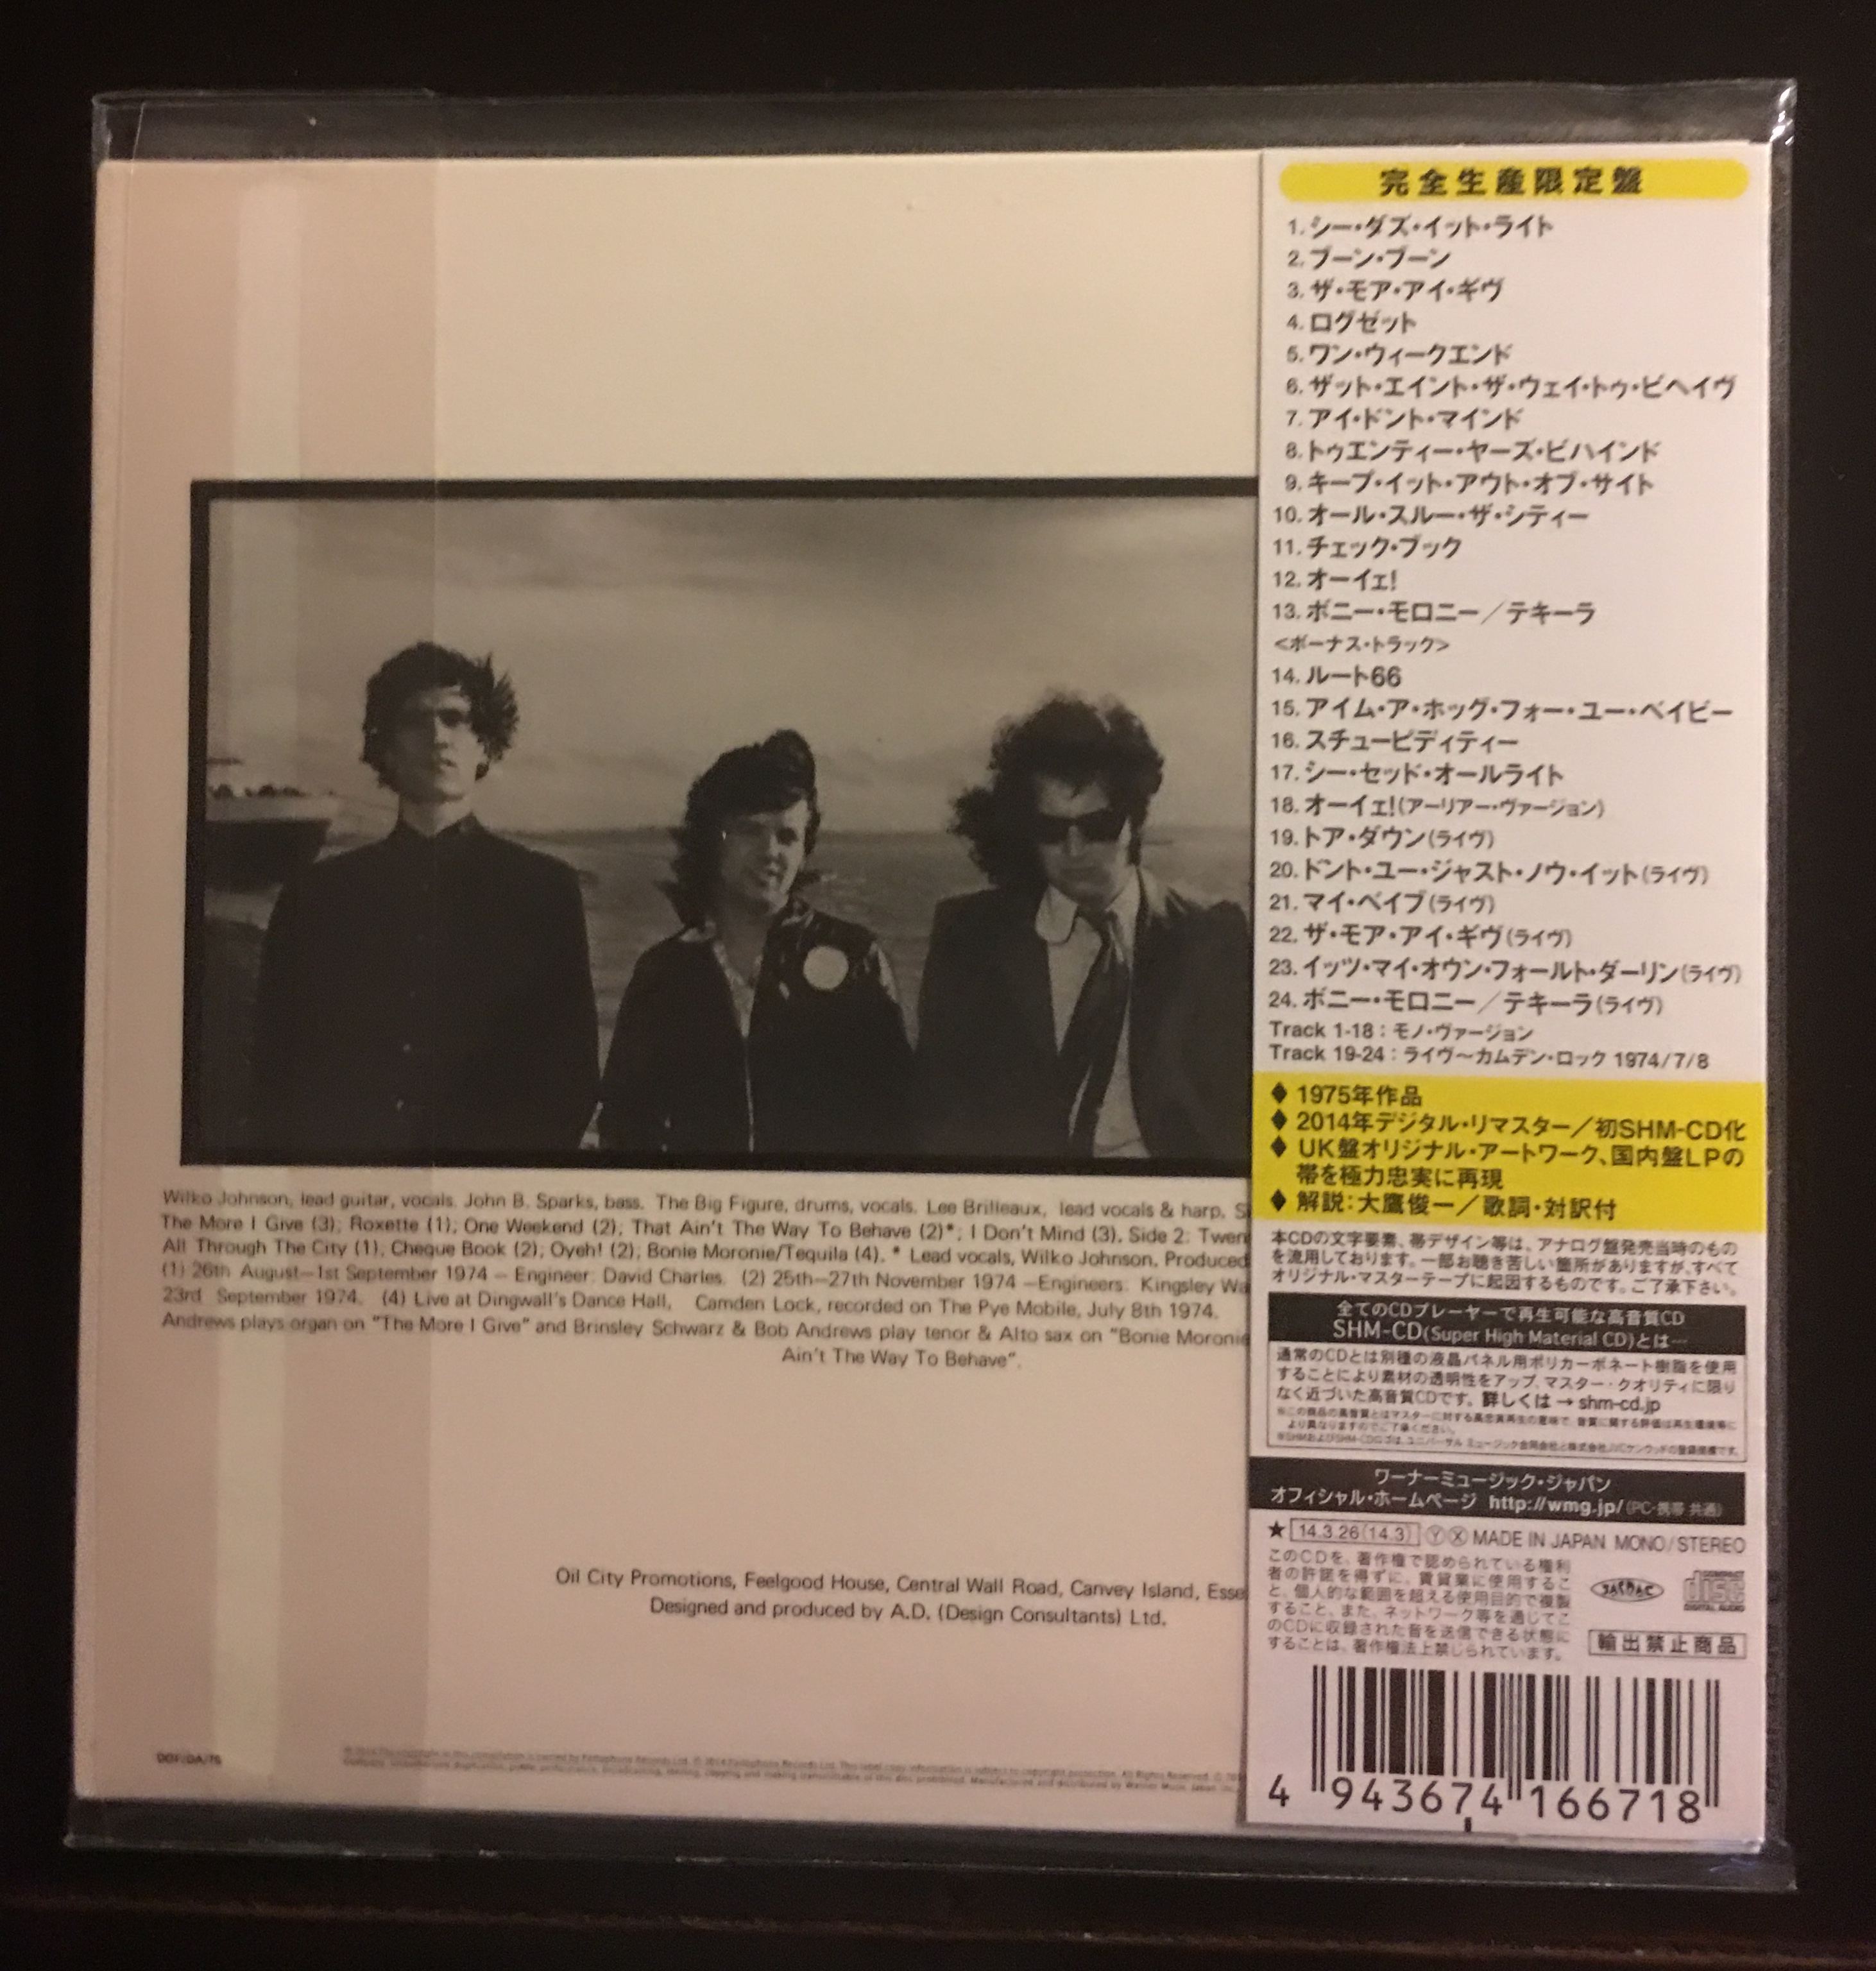 Wilko Johnson, lead guitar, vocals. John B. Sparks, bass. The Big Figure, drums, vocals. Lee Brilleaux, lead vocals & harp. S
The More I Give (3); Roxette (1); One Weekend (2); That Ain't The Way To Behave (2)*; I Don't Mind (3). Side 2: Twen
All Through The City (1); Cheque Book (2); Oyeh! (2); Bonie Moronie/Tequila (4). * Lead vocals, Wilko Johnson. Produced
(1) 26th August—1st September 1974 — Engineer: David Charles. (2) 25th—27th November 1974 —Engineers: Kingsley Wa
23rd September 1974. (4) Live at Dingwall's Dance Hall, Camden Lock, recorded on The Pye Mobile, July 8th 1974.
Andrews plays organ on "The More I Give" and Brinsley Schwarz & Bob Andrews play tenor & Alto sax on "Bonie Moronie
Ain't The Way To Behave".
Oil City Promotions, Feelgood House, Central Wall Road, Canvey Island, Esse
Designed and produced by A.D. (Design Consultants) Ltd.
完全生産限定盤
1. シー・ダズ・イット・ライト
2. ブーン・ブーン
3. ザ・モア・アイ・ギヴ
4. ログゼット
5. ワン・ウィークエンド
6. ザット・エイント・ザ・ウェイ・トゥ・ビヘイヴ
7. アイ・ドント・マインド
8. トゥエンティー・ヤーズ・ビハインド
9. キープ・イット・アウト・オブ・サイト
10. オール・スルー・ザ・シティー
11. チェック・ブック
12. オーイェ!
13. ボニー・モロニー／テキーラ
<ボーナス・トラック>
14. ルート66
15. アイム・ア・ホッグ・フォー・ユー・ベイビー
16. スチューピディティー
17. シー・セッド・オールライト
18. オーイェ!(アーリアー・ヴァージョン)
19. トア・ダウン(ライヴ)
20. ドント・ユー・ジャスト・ノウ・イット(ライヴ)
21. マイ・ベイブ(ライヴ)
22. ザ・モア・アイ・ギヴ(ライヴ)
23. イッツ・マイ・オウン・フォールト・ダーリン(ライヴ)
24. ボニー・モロニー／テキーラ(ライヴ)
Track 1-18：モノ・ヴァージョン
Track 19-24：ライヴ～カムデン・ロック 1974/7/8
◆ 1975年作品
◆ 2014年デジタル・リマスター／初SHM-CD化
◆ UK盤オリジナル・アートワーク、国内盤LPの
帯を極力忠実に再現
◆ 解説：大鷹俊一／歌詞・対訳付
本CDの文字要素、帯デザイン等は、アナログ盤発売当時のもの
を流用しております。一部お聴き苦しい箇所がありますが、すべて
オリジナル・マスターテープに起因するものです。ご了承下さい。
全てのCDプレーヤーで再生可能な高音質CD
SHM-CD(Super High Material CD)とは…
通常のCDとは別種の液晶パネル用ポリカーボネート樹脂を使用
することにより素材の透明性をアップ、マスター・クオリティに限り
なく近づいた高音質CDです。詳しくは → shm-cd.jp
ワーナーミュージック・ジャパン
オフィシャル・ホームページ http://wmg.jp/ (PC・携帯 共通)
★ 14.3.26(14.3) Ⓨ Ⓧ MADE IN JAPAN MONO/STEREO
このCDを、著作権で認められている権利
者の許諾を得ずに、賃貸業に使用するこ
と、個人的な範囲を超える使用目的で複製
すること、また、ネットワーク等を通じてこ
のCDに収録された音を送信できる状態に
することは、著作権法上禁じられています。
JASRAC
COMPACT disc DIGITAL AUDIO
輸出禁止商品
4 943674 166718